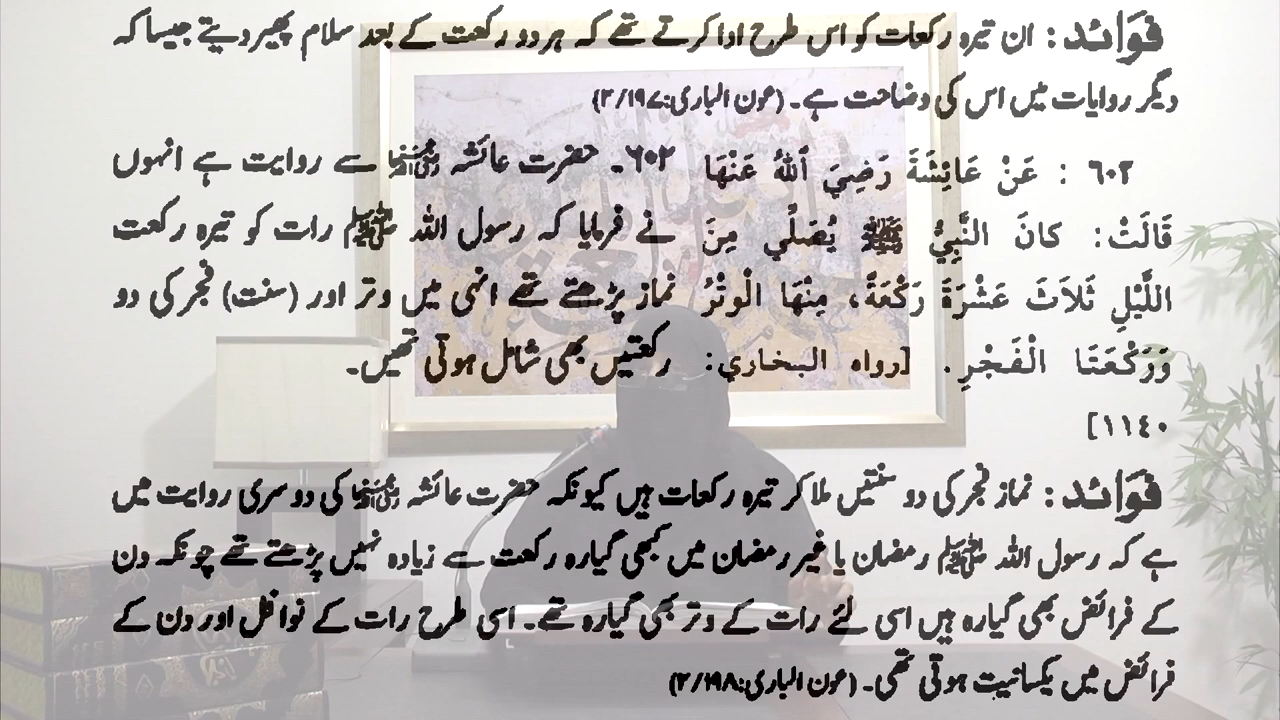 فَوَائد: ان تیرہ رکعات کو اس طرح ادا کرتے تھے کہ ہر دو رکعت کے بعد سلام پھیر دیتے جیسا کہ
دیگر روایات میں اس کی وضاحت ہے۔ (عون الباری:۲/۱۹۷)
٦٠٢ : عَنْ عَائِشَةَ رَضِيَ ٱللهُ عَنْهَا
قَالَتْ: كانَ النَّبِيُّ ﷺ يُصَلِّي مِنَ
اللَّيْلِ ثَلاَثَ عَشْرَةَ رَكْعَةً، مِنْهَا الْوِتْرُ
وَرَكْعَتَا الْفَجْرِ. [رواه البخاري:
١١٤٠]
۶۰۲۔ حضرت عائشہ رضی اللہ عنہا سے روایت ہے انہوں
نے فرمایا کہ رسول اللہ ﷺ رات کو تیرہ رکعت
نماز پڑھتے تھے انہی میں وتر اور (سنت) فجر کی دو
رکعتیں بھی شامل ہوتی تھیں۔
فَوَائد: نماز فجر کی دو سنتیں ملا کر تیرہ رکعات ہیں کیونکہ حضرت عائشہ رضی اللہ عنہا کی دوسری روایت میں
ہے کہ رسول اللہ ﷺ رمضان یا غیر رمضان میں کبھی گیارہ رکعت سے زیادہ نہیں پڑھتے تھے چونکہ دن
کے فرائض بھی گیارہ ہیں اسی لئے رات کے وتر بھی گیارہ تھے۔ اسی طرح رات کے نوافل اور دن کے
فرائض میں یکسانیت ہوتی تھی۔ (عون الباری:۲/۱۹۸)